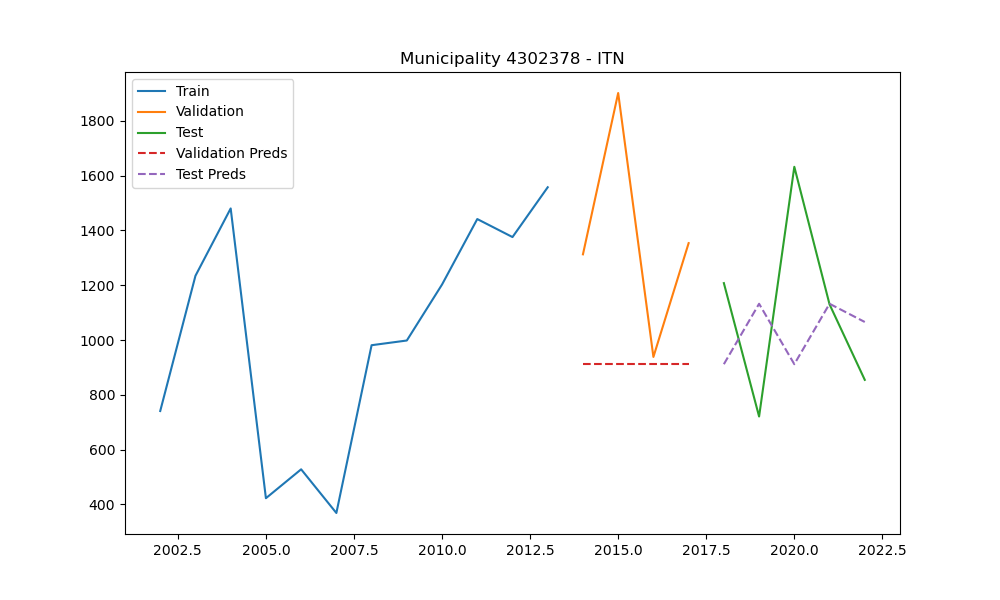 Municipality 4302378 - ITN
Train
Validation
Test
Validation Preds
Test Preds
1800
1600
1400
1200
1000
800
600
400
2002.5 2005.0 2007.5 2010.0 2012.5 2015.0 2017.5 2020.0 2022.5